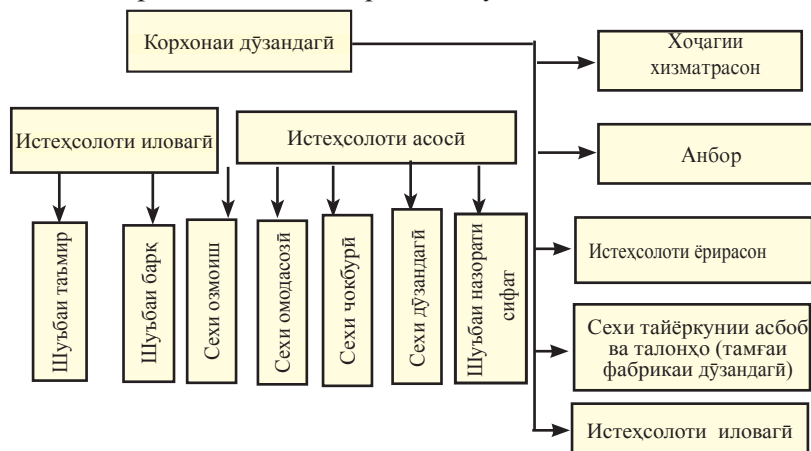 Корхонаи дӯзандагӣ
Хоҷагии
хизматрасон
Истеҳсолоти иловагӣ
Истеҳсолоти асосӣ
Анбор
Шуъбаи таъмир
Шуъбаи барқ
Сехи озмоиш
Сехи омодасозӣ
Сехи чокбурӣ
Сехи дӯзандагӣ
Шуъбаи назорати
сифат
Истеҳсолоти ёрирасон
Сехи тайёркунии асбоб
ва талонҳо (тамғаи
фабрикаи дӯзандагӣ)
Истеҳсолоти иловагӣ